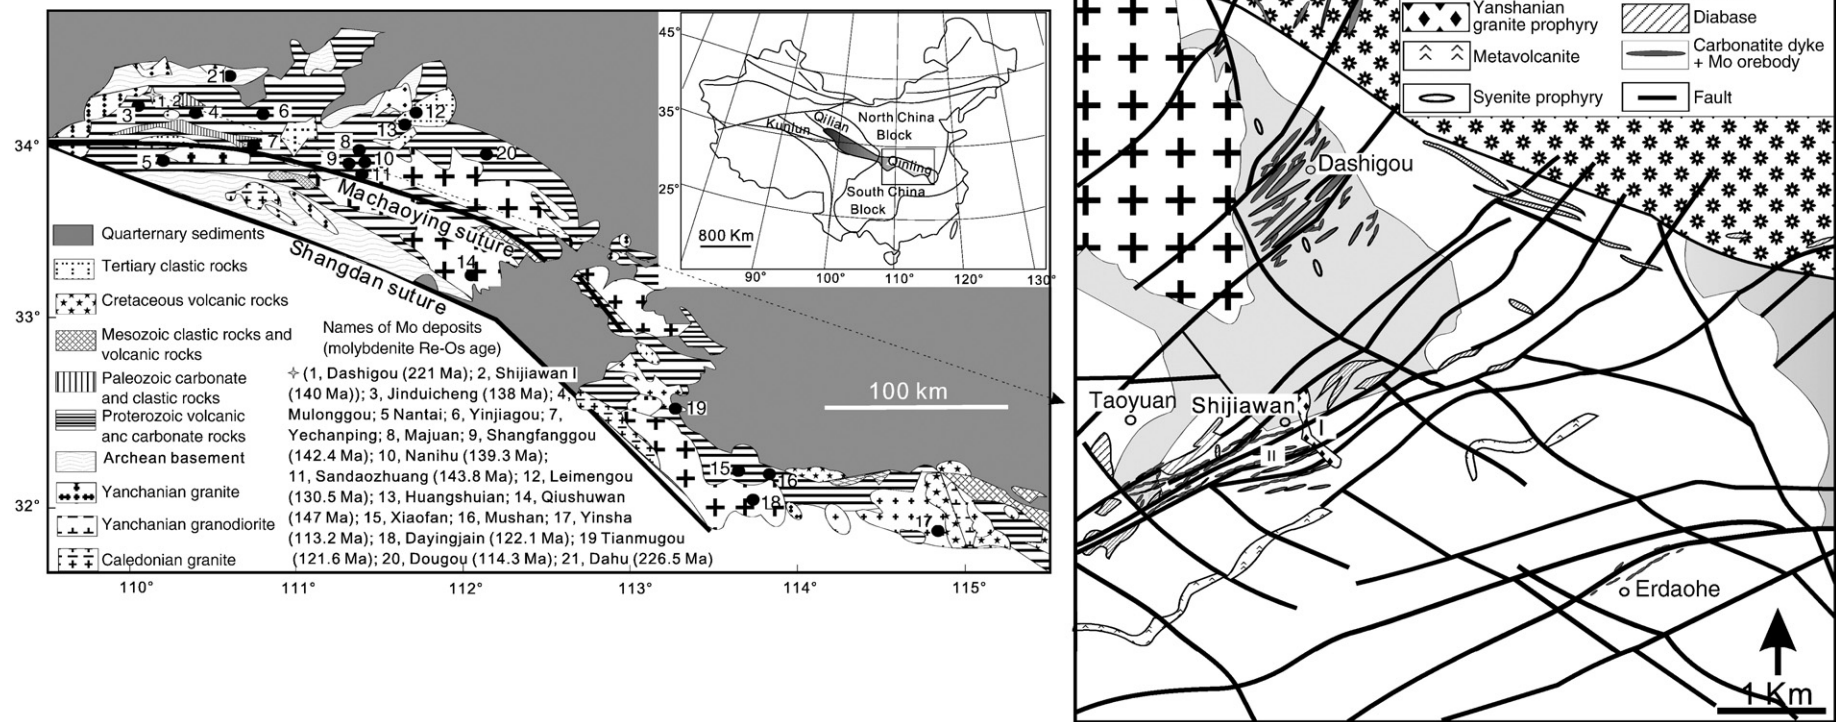 45°
35°
25°
Kunlun
Qilian
North China
Block
Qinling
South China
Block
800 Km
90°
100°
110°
120°
130°
34°
33°
32°
21
1,2
3
4
6
12
13
7
8
5
9
10
11
20
14
19
15
16
18
17
Machaoying suture
Shangdan suture
100 km
Quarternary sediments
Tertiary clastic rocks
Cretaceous volcanic rocks
Mesozoic clastic rocks and
volcanic rocks
Paleozoic carbonate
and clastic rocks
Proterozoic volcanic
anc carbonate rocks
Archean basement
Yanchanian granite
Yanchanian granodiorite
Caledonian granite
Names of Mo deposits
(molybdenite Re-Os age)
(1, Dashigou (221 Ma); 2, Shijiawan I
(140 Ma)); 3, Jinduicheng (138 Ma); 4,
Mulonggou; 5 Nantai; 6, Yinjiagou; 7,
Yechanping; 8, Majuan; 9, Shangfanggou
(142.4 Ma); 10, Nanihu (139.3 Ma);
11, Sandaozhuang (143.8 Ma); 12, Leimengou
(130.5 Ma); 13, Huangshuian; 14, Qiushuwan
(147 Ma); 15, Xiaofan; 16, Mushan; 17, Yinsha
(113.2 Ma); 18, Dayingjain (122.1 Ma); 19 Tianmugou
(121.6 Ma); 20, Dougou (114.3 Ma); 21, Dahu (226.5 Ma)
110°
111°
112°
113°
114°
115°
Yanshanian
granite prophyry
Metavolcanite
Syenite prophyry
Diabase
Carbonatite dyke
+ Mo orebody
Fault
Dashigou
Taoyuan
Shijiawan
I
II
Erdaohe
1 Km